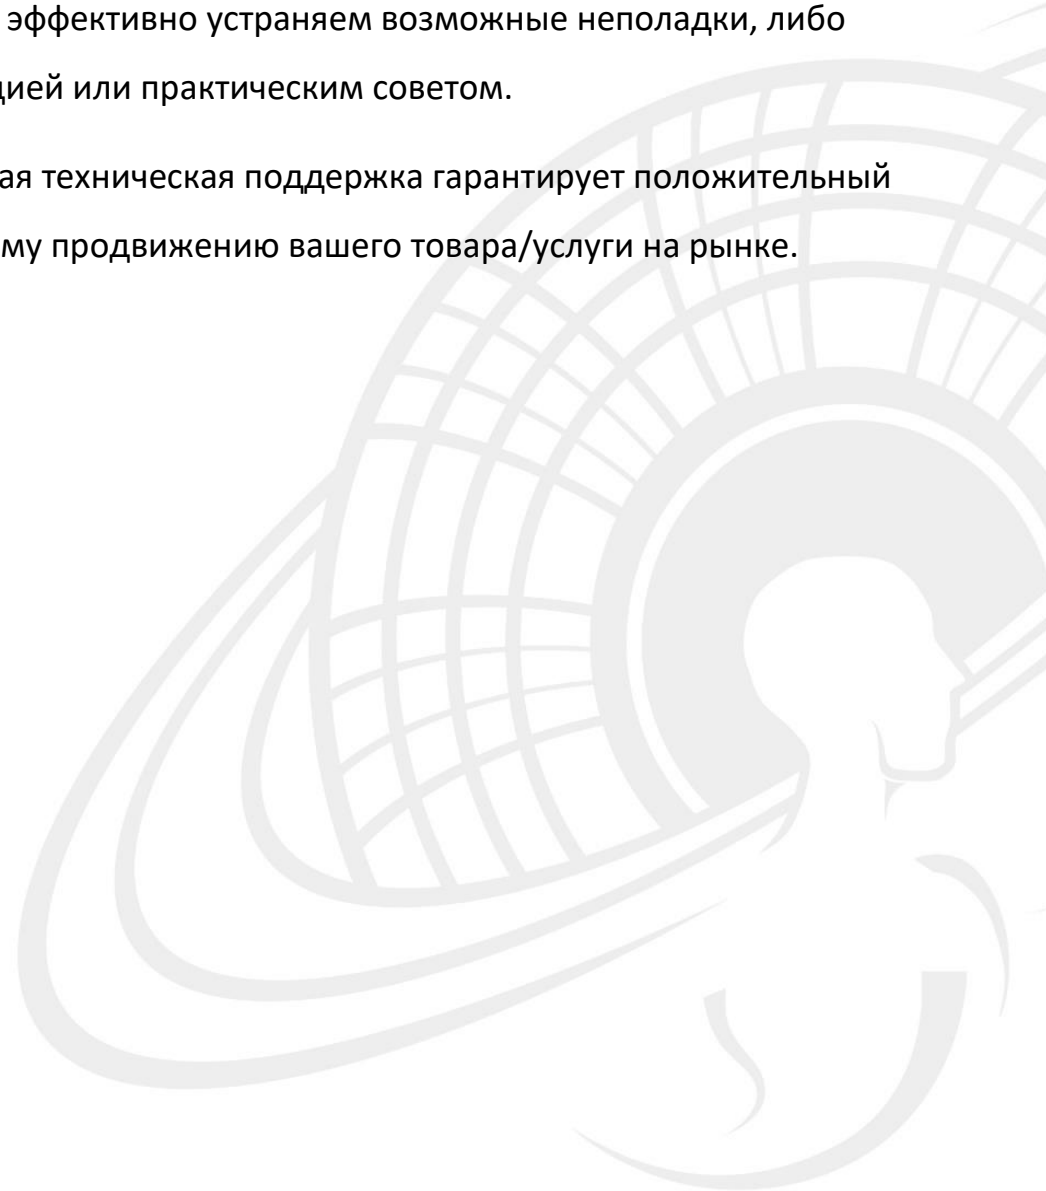 эффективно устраняем возможные неполадки, либо
цией или практическим советом.
ая техническая поддержка гарантирует положительный
му продвижению вашего товара/услуги на рынке.